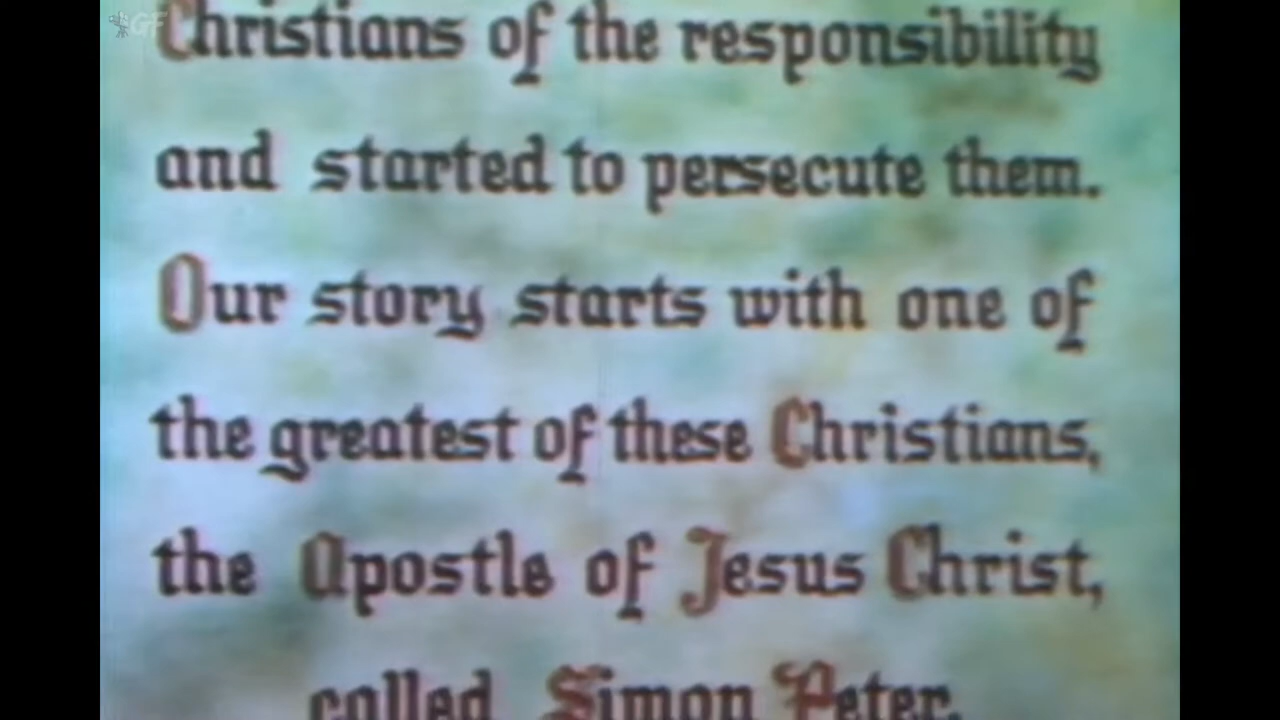 GF
Christians of the responsibility
and started to persecute them.
Our story starts with one of
the greatest of these Christians,
the Apostle of Jesus Christ,
called Simon Peter.